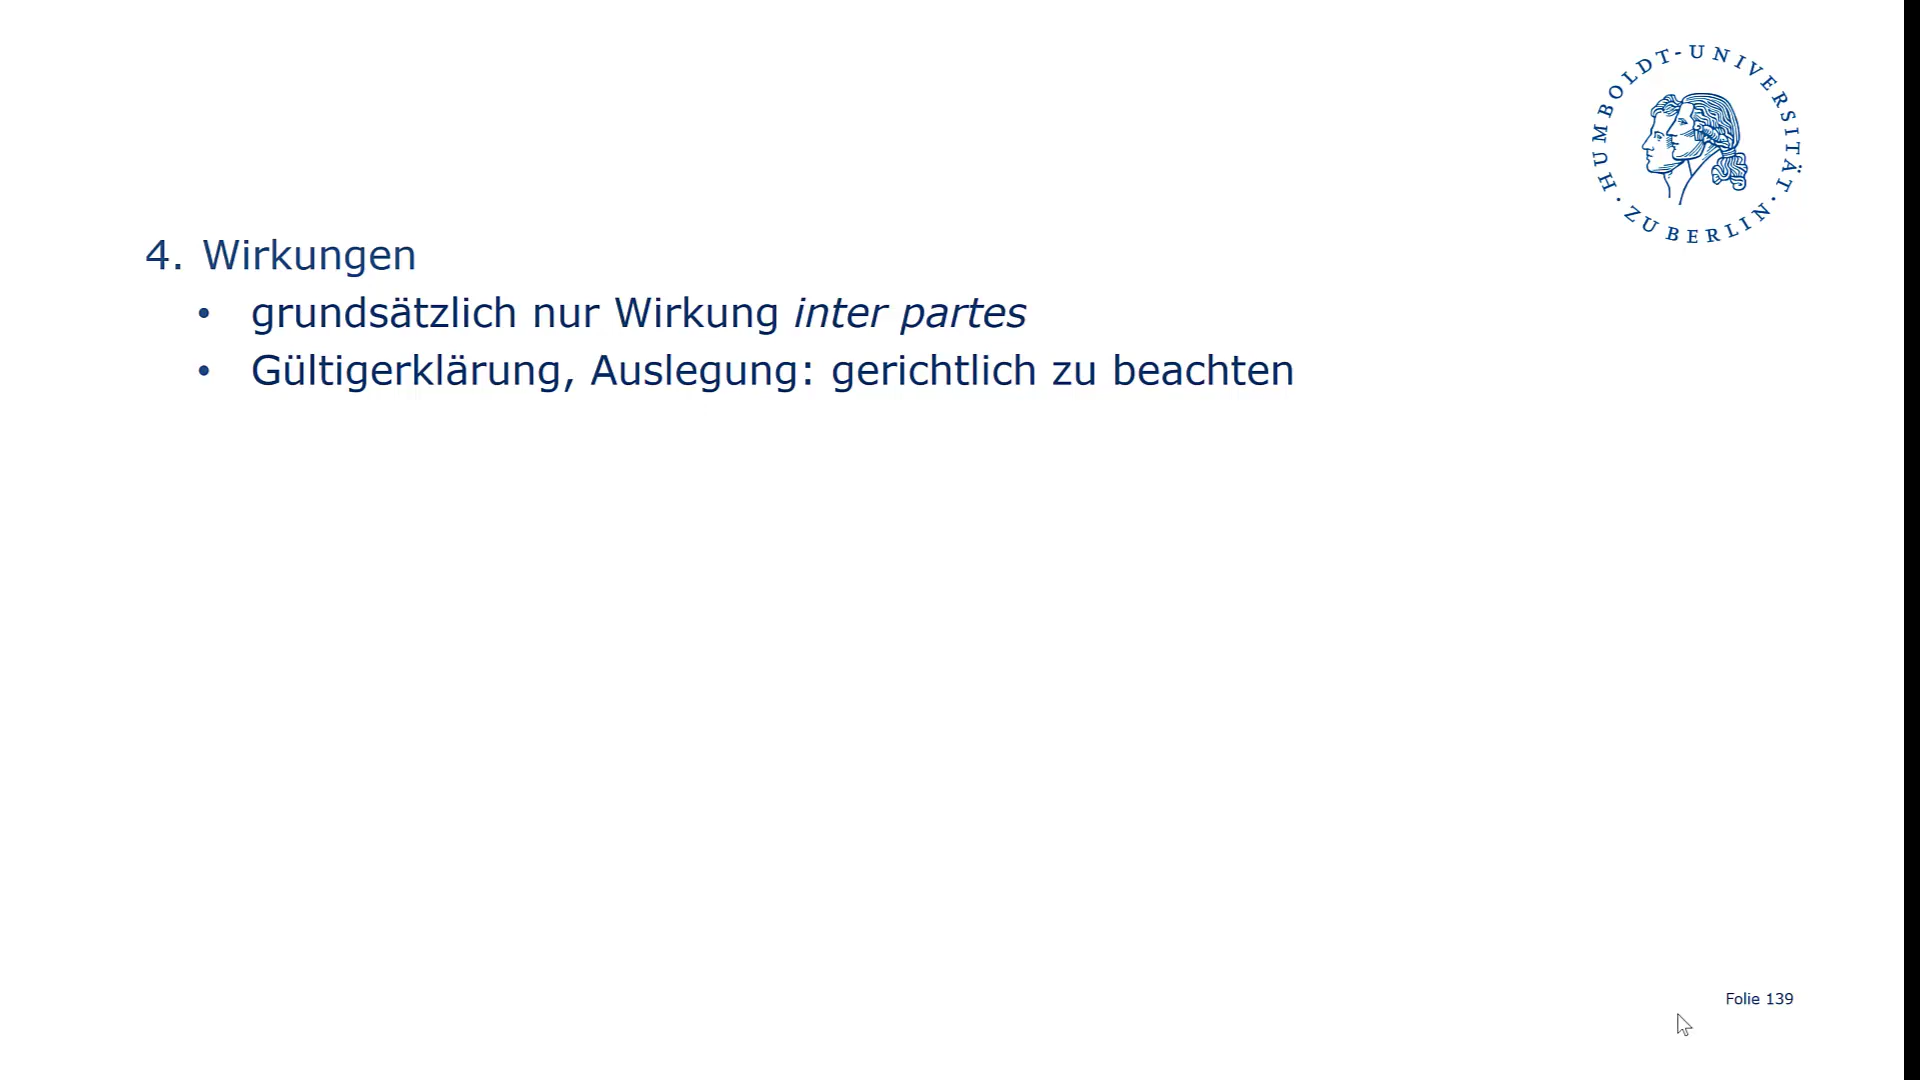 HUMBOLDT-UNIVERSITÄT · ZU BERLIN ·
4. Wirkungen
• grundsätzlich nur Wirkung inter partes
• Gültigerklärung, Auslegung: gerichtlich zu beachten
Folie 139